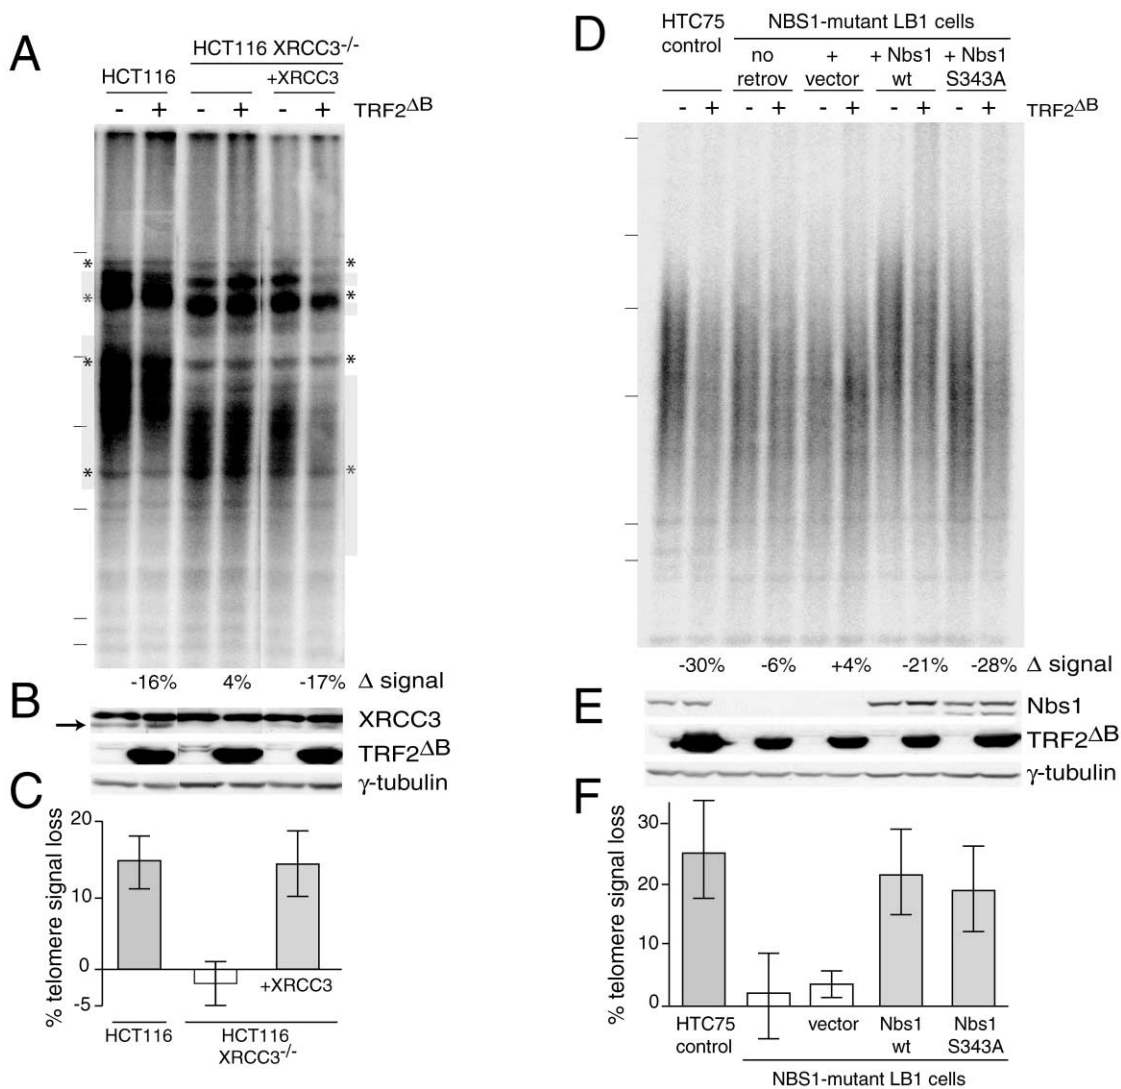 A
HCT116 XRCC3-/-
HCT116
+XRCC3
- + - + - + TRF2ΔB
* *
* *
* *
* *
-16% 4% -17% Δ signal
B
XRCC3
TRF2ΔB
γ-tubulin
C
% telomere signal loss
20
10
0
-5
+XRCC3
HCT116
HCT116
XRCC3-/-
D
HTC75
control
NBS1-mutant LB1 cells
no
retrov
+
vector
+ Nbs1
wt
+ Nbs1
S343A
- + - + - + - + - + TRF2ΔB
-30% -6% +4% -21% -28% Δ signal
E
Nbs1
TRF2ΔB
γ-tubulin
F
% telomere signal loss
30
20
10
0
HTC75
control
vector
Nbs1
wt
Nbs1
S343A
NBS1-mutant LB1 cells